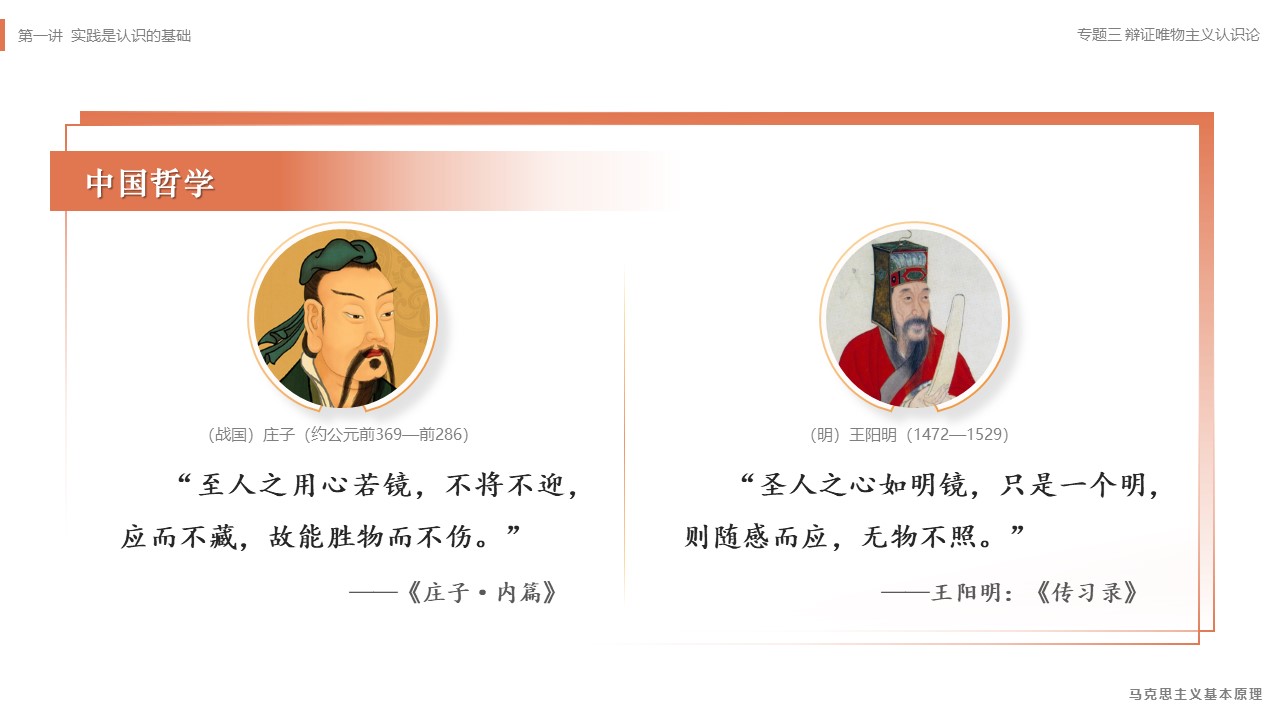 第一讲 实践是认识的基础
专题三 辩证唯物主义认识论
中国哲学
（战国）庄子（约公元前369—前286）
“至人之用心若镜，不将不迎，
应而不藏，故能胜物而不伤。”
——《庄子·内篇》
（明）王阳明（1472—1529）
“圣人之心如明镜，只是一个明，
则随感而应，无物不照。”
——王阳明：《传习录》
马克思主义基本原理